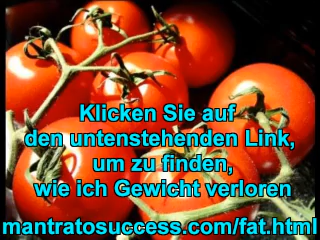 Klicken Sie auf
den untenstehenden Link,
um zu finden,
wie ich Gewicht verloren
mantratosuccess.com/fat.html